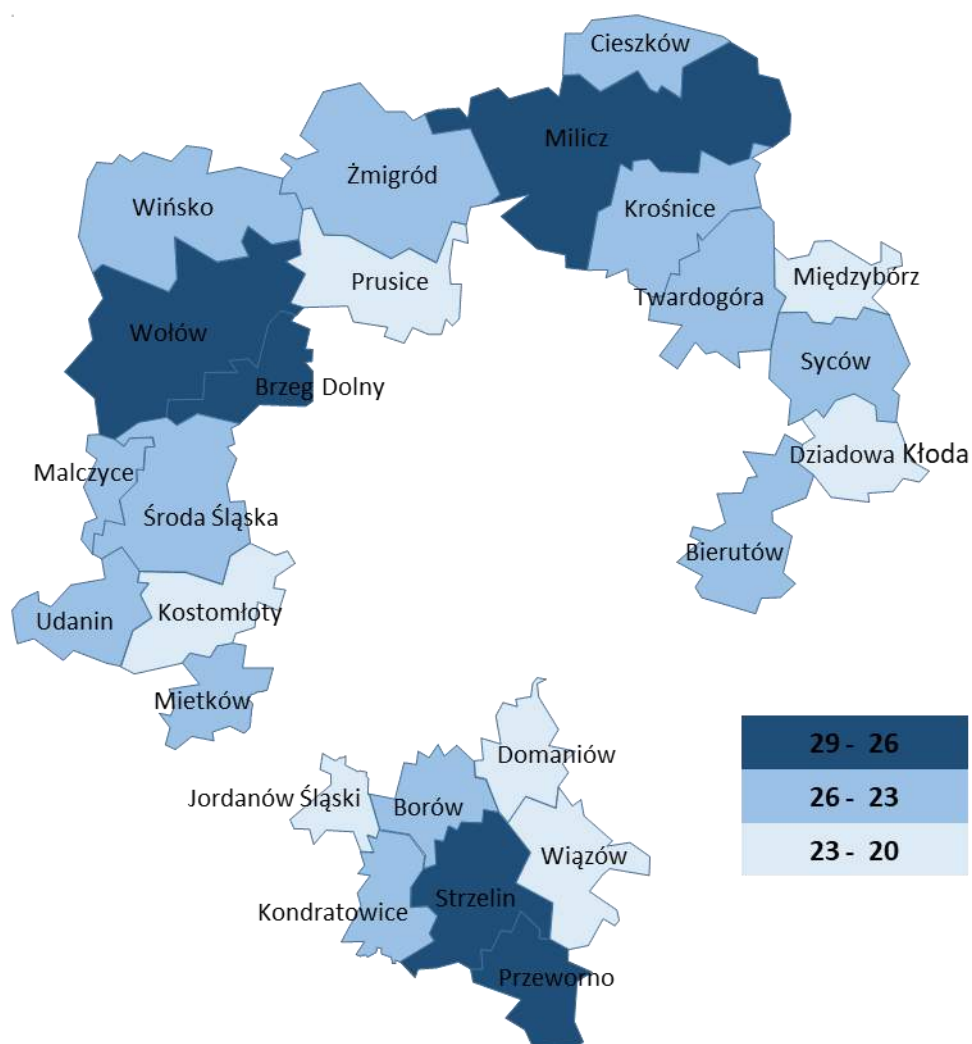 Cieszków
Milicz
Żmigród
Wińsko
Krośnice
Prusice
Międzybórz
Twardogóra
Wołów
Syców
Brzeg Dolny
Dziadowa Kłoda
Malczyce
Środa Śląska
Bierutów
Kostomłoty
Udanin
Mietków
29 - 26
Domaniów
26 - 23
Jordanów Śląski
Borów
23 - 20
Wiązów
Strzelin
Kondratowice
Przeworno